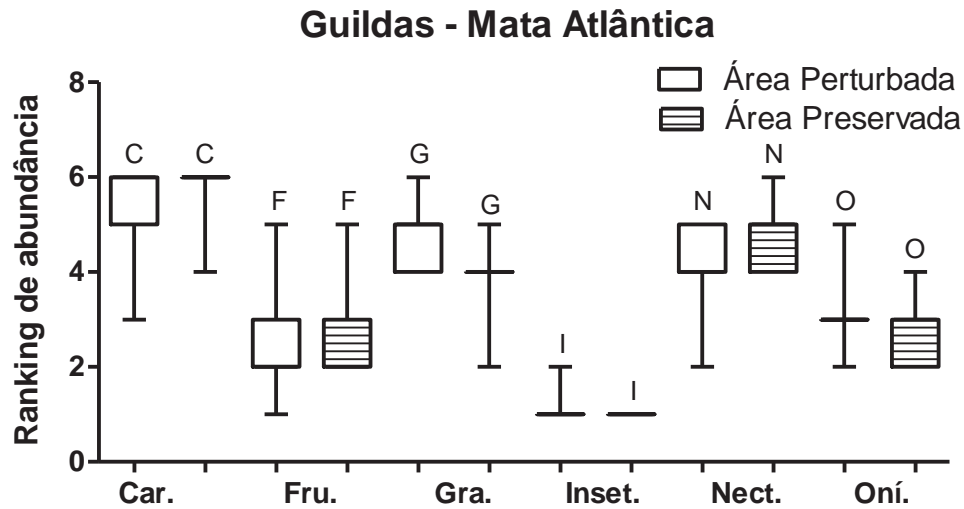 Guildas - Mata Atlântica
Ranking de abundância
8
6
4
2
0
Área Perturbada
Área Preservada
C C F F G G I I N N O O
Car. Fru. Gra. Inset. Nect. Oní.